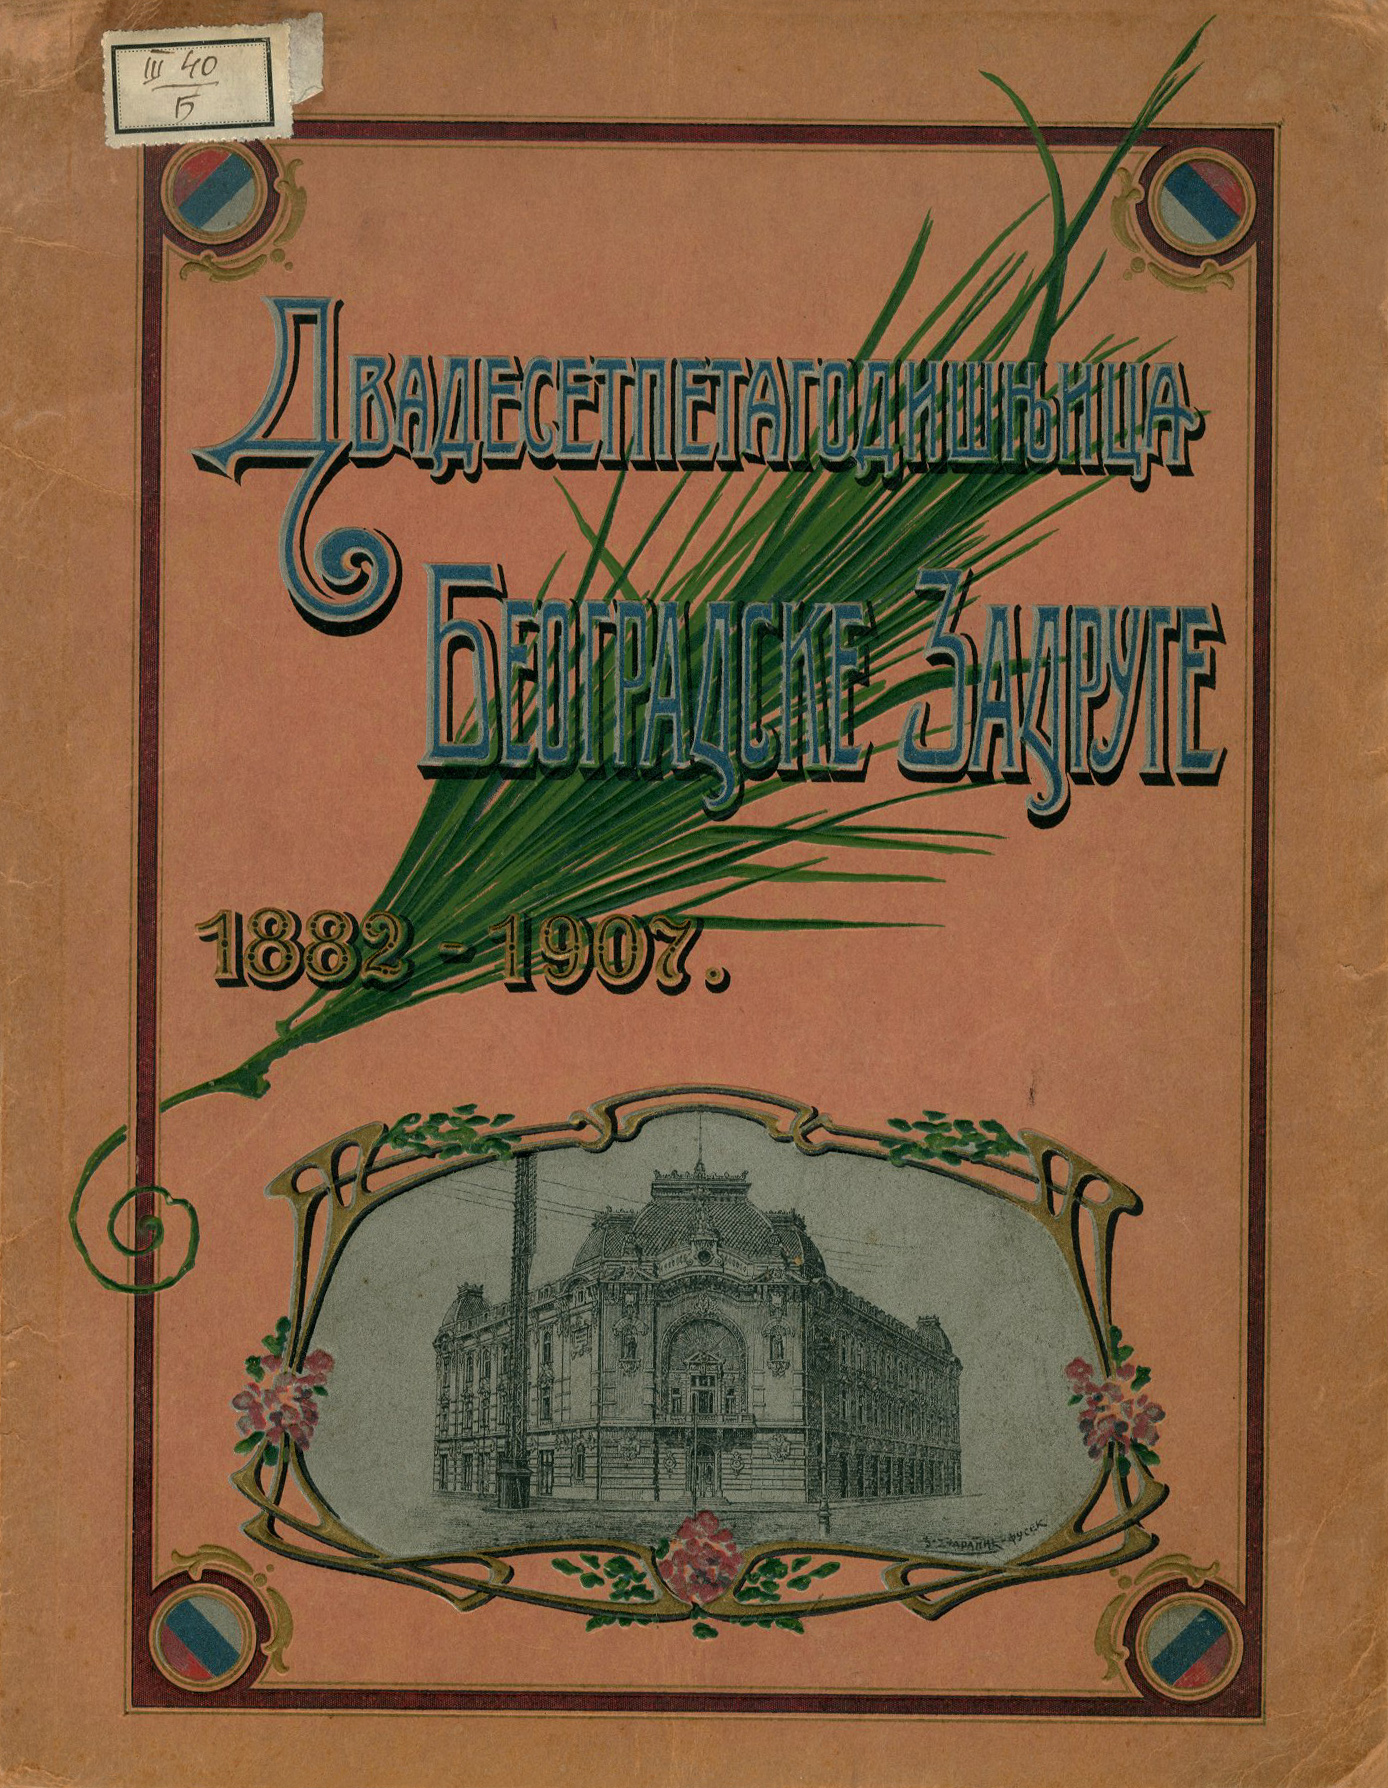 III 40
Б
Двадесетпетагодишњица
Београдске Задруге
1882 - 1907.